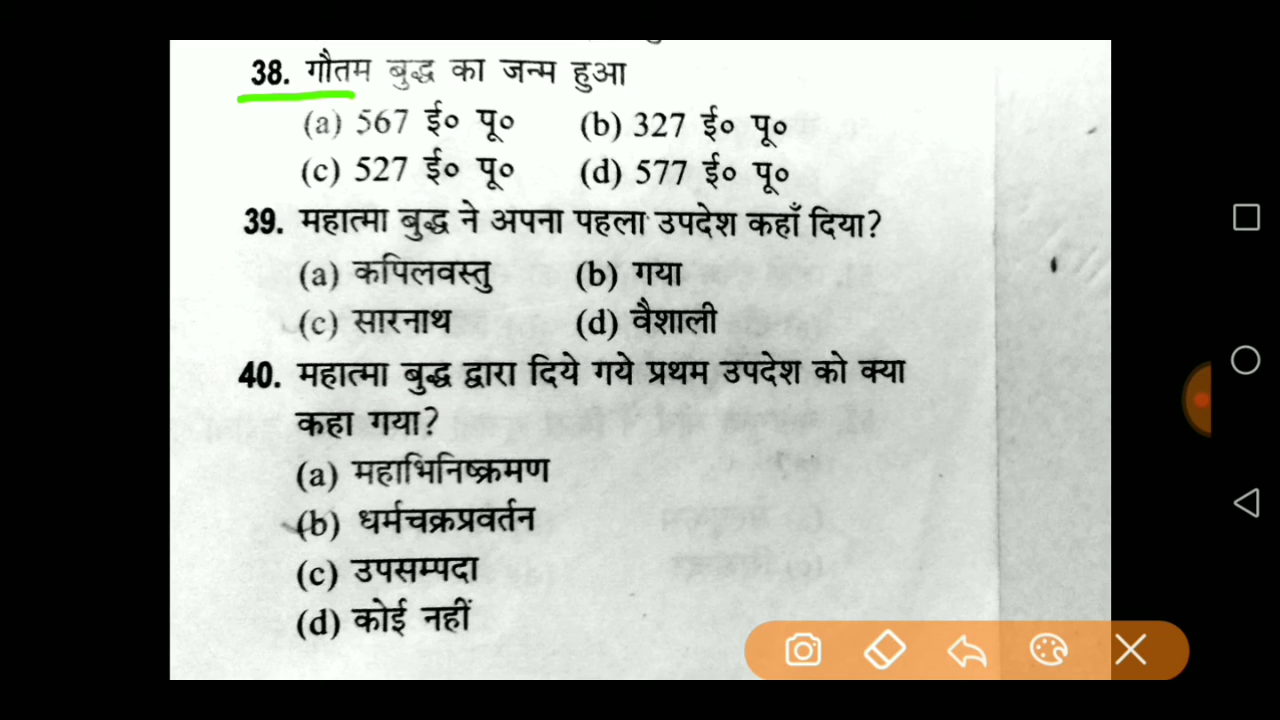 38. गौतम बुद्ध का जन्म हुआ
(a) 567 ई० पू० (b) 327 ई० पू०
(c) 527 ई० पू० (d) 577 ई० पू०
39. महात्मा बुद्ध ने अपना पहला उपदेश कहाँ दिया?
(a) कपिलवस्तु (b) गया
(c) सारनाथ (d) वैशाली
40. महात्मा बुद्ध द्वारा दिये गये प्रथम उपदेश को क्या
कहा गया?
(a) महाभिनिष्क्रमण
(b) धर्मचक्रप्रवर्तन
(c) उपसम्पदा
(d) कोई नहीं